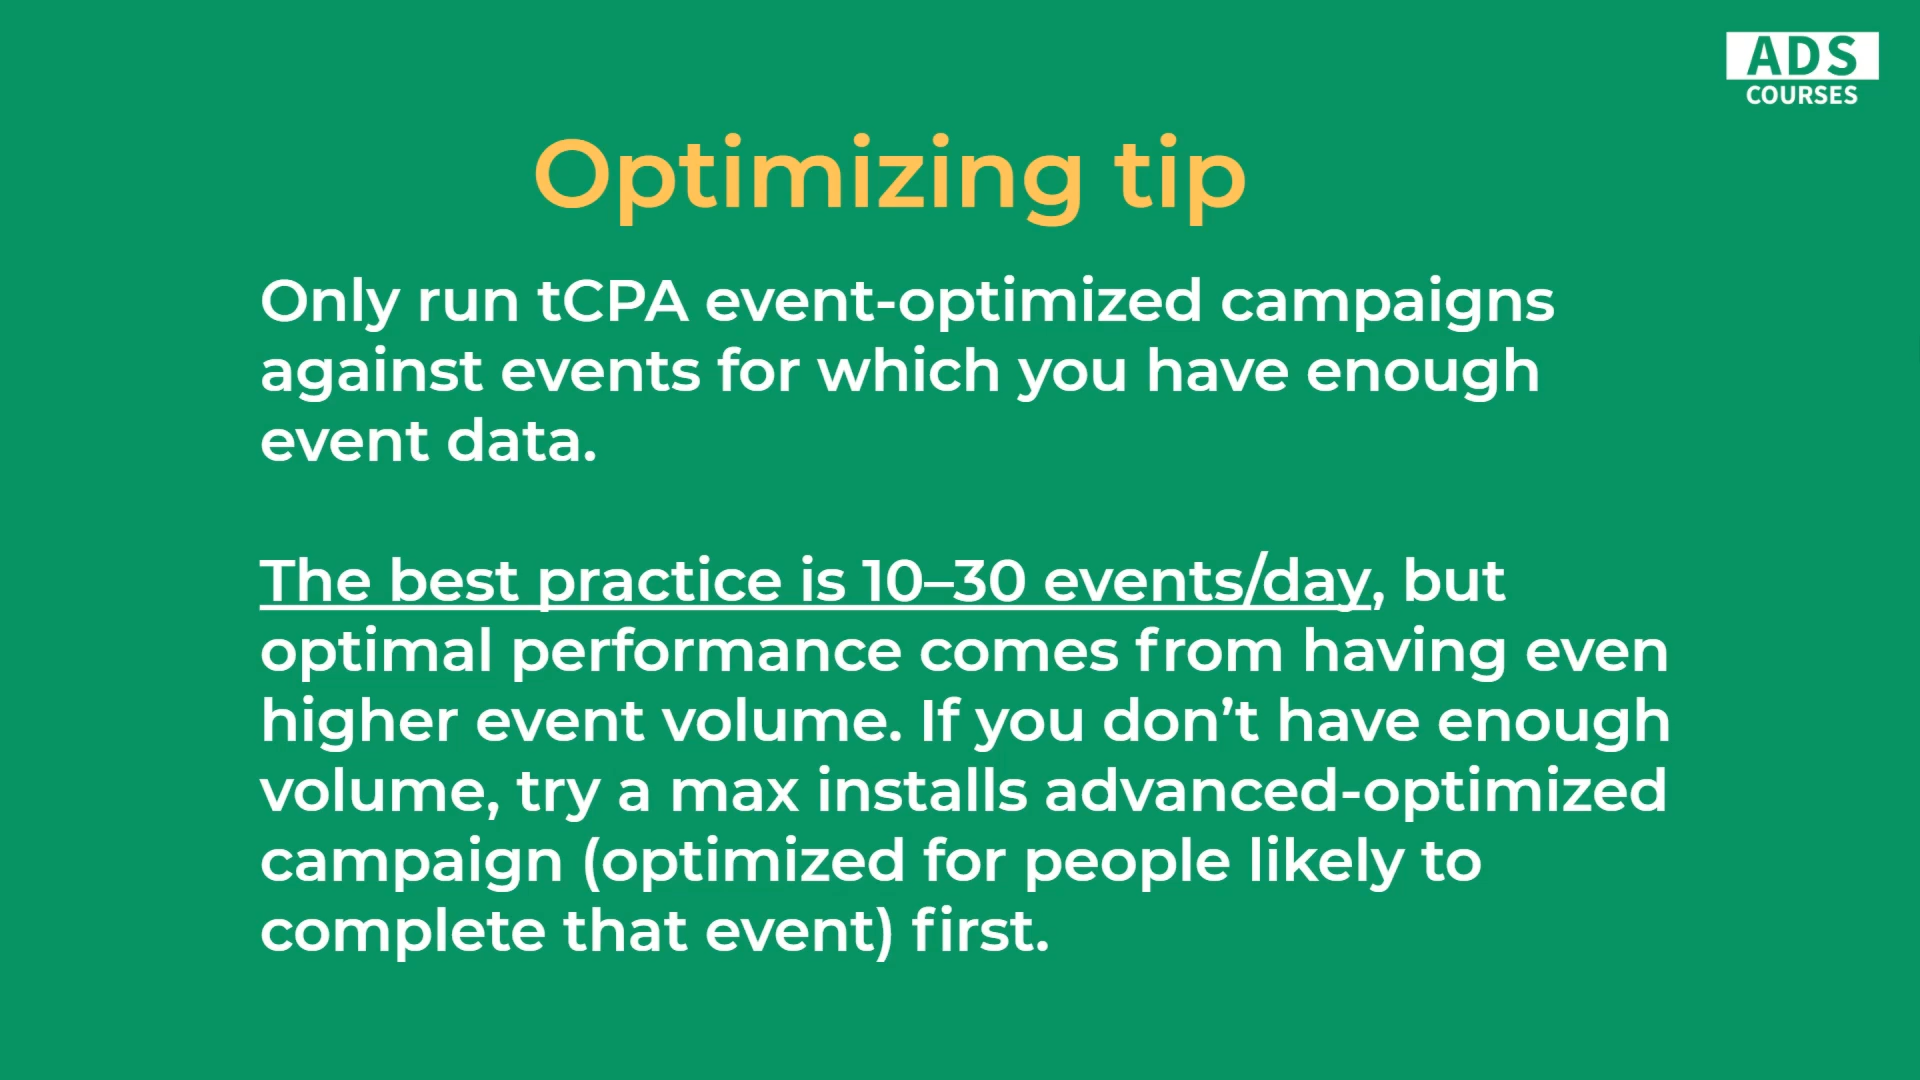 ADS
COURSES
Optimizing tip
Only run tCPA event-optimized campaigns
against events for which you have enough
event data.
The best practice is 10–30 events/day, but
optimal performance comes from having even
higher event volume. If you don’t have enough
volume, try a max installs advanced-optimized
campaign (optimized for people likely to
complete that event) first.